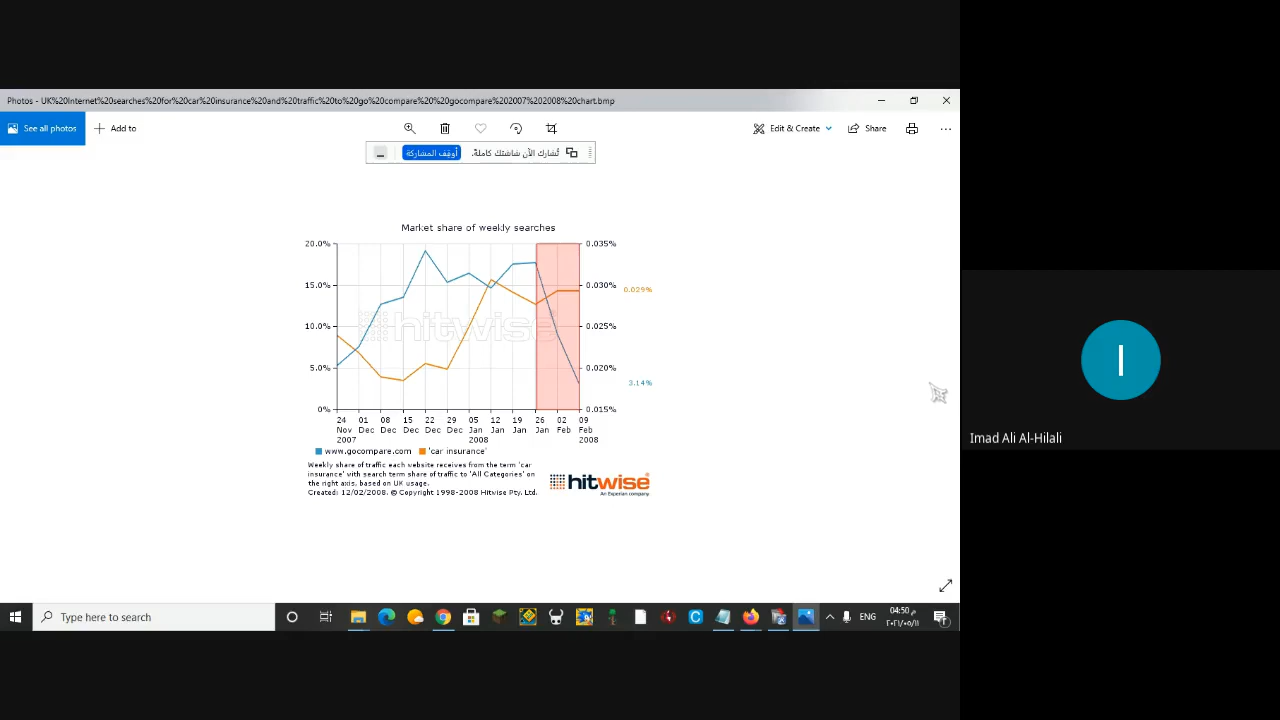 Photos - UK%20Internet%20searches%20for%20car%20insurance%20and%20traffic%20to%20go%20compare%20%20gocompare%202007%202008%20chart.bmp
See all photos
Add to
Edit & Create
Share
تُشارك الآن شاشتك كاملةً.
أوقِف المشاركة
Market share of weekly searches
20.0%
15.0%
10.0%
5.0%
0%
0.035%
0.030%
0.025%
0.020%
0.015%
0.029%
3.14%
hitwise
24 Nov 2007
01 Dec
08 Dec
15 Dec
22 Dec
29 Dec
05 Jan 2008
12 Jan
19 Jan
26 Jan
02 Feb
09 Feb 2008
www.gocompare.com
'car insurance'
Weekly share of traffic each website receives from the term 'car
insurance' with search term share of traffic to 'All Categories' on
the right axis, based on UK usage.
Created: 12/02/2008. © Copyright 1998-2008 Hitwise Pty. Ltd.
hitwise
An Experian company
I
Imad Ali Al-Hilali
Type here to search
ENG
04:50 م
٢٠٢١/٠٥/١١